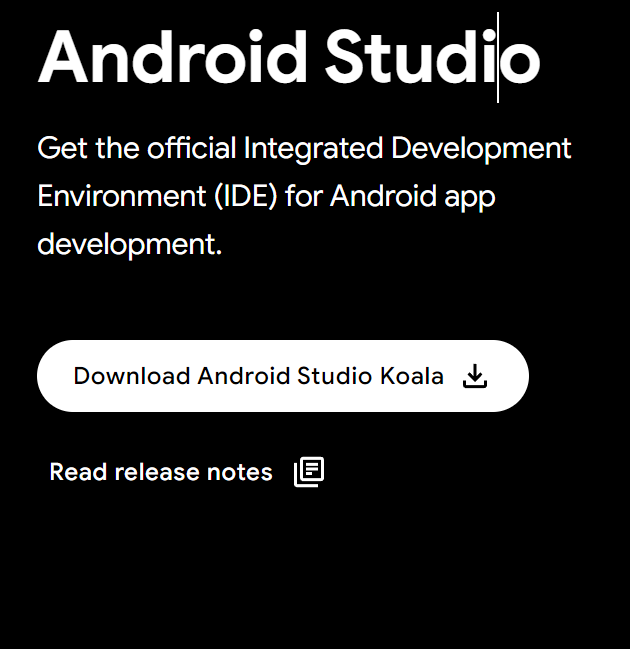 Android Studio
Get the official Integrated Development
Environment (IDE) for Android app
development.
Download Android Studio Koala
Read release notes